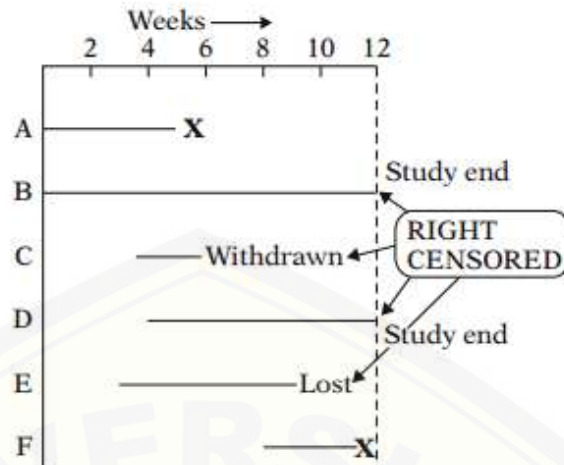 Weeks
2 4 6 8 10 12
A X
Study end
B
RIGHT
CENSORED
C Withdrawn
D
Study end
E Lost
F X